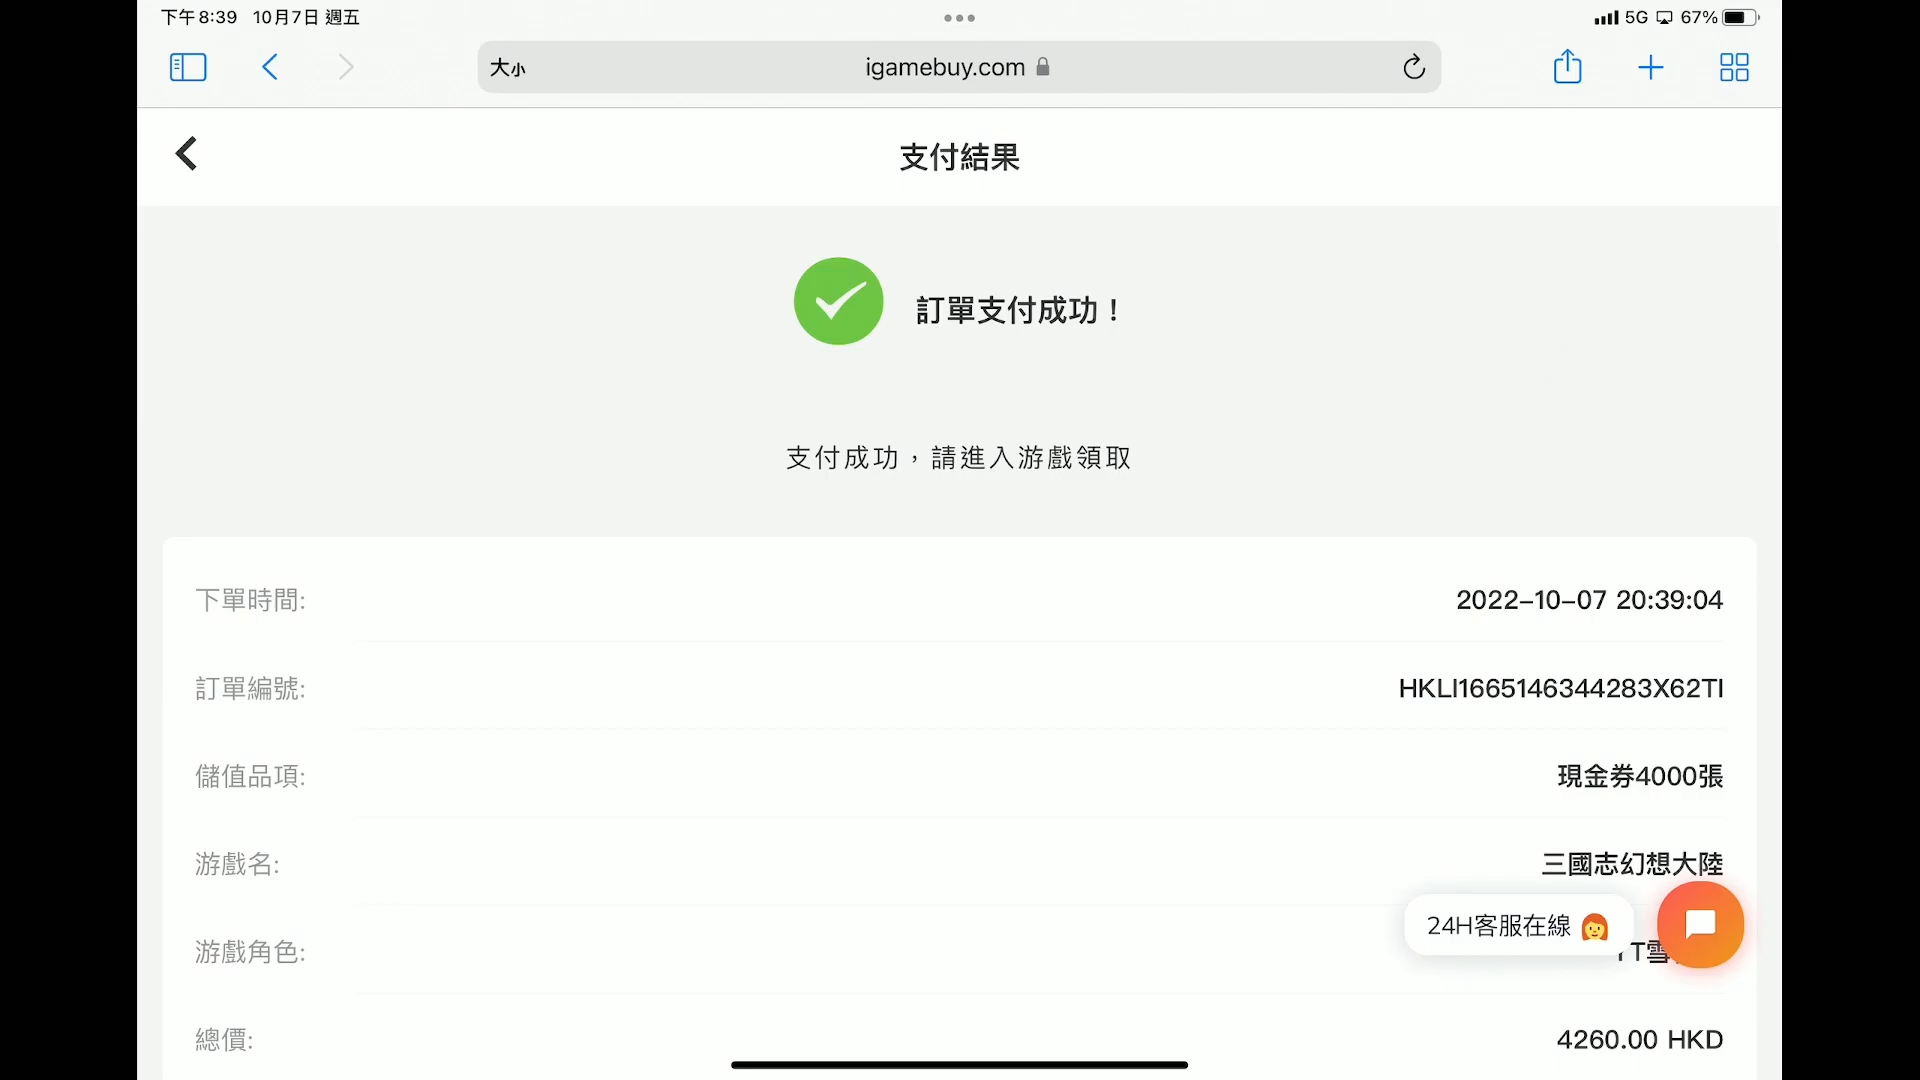 下午8:39 10月7日 週五
5G 67%
大小
igamebuy.com
支付結果
訂單支付成功！
支付成功，請進入游戲領取
下單時間:
2022-10-07 20:39:04
訂單編號:
HKLI1665146344283X62TI
儲值品項:
現金券4000張
游戲名:
三國志幻想大陸
24H客服在線
游戲角色:
T雪
總價:
4260.00 HKD